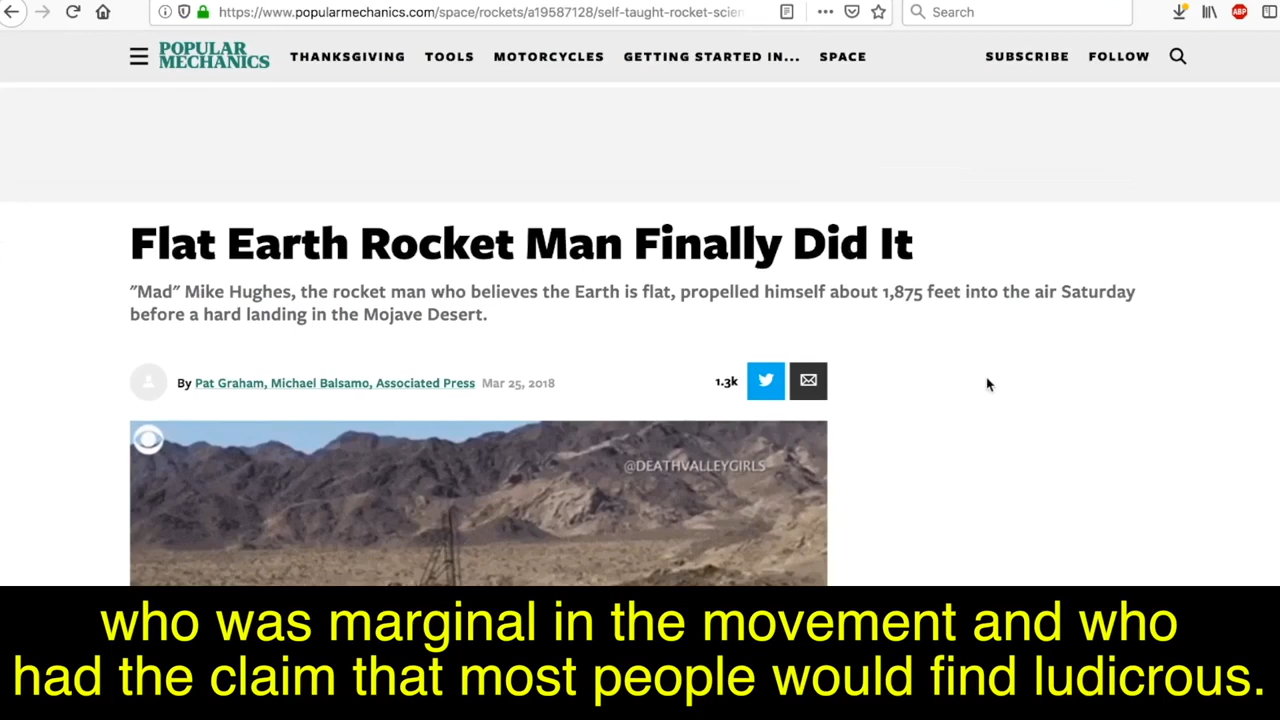 https://www.popularmechanics.com/space/rockets/a19587128/self-taught-rocket-scien
Search
ABP
POPULAR
MECHANICS
THANKSGIVING TOOLS MOTORCYCLES GETTING STARTED IN... SPACE SUBSCRIBE FOLLOW
Flat Earth Rocket Man Finally Did It
"Mad" Mike Hughes, the rocket man who believes the Earth is flat, propelled himself about 1,875 feet into the air Saturday
before a hard landing in the Mojave Desert.
By Pat Graham, Michael Balsamo, Associated Press Mar 25, 2018
1.3k
@DEATHVALLEYGIRLS
who was marginal in the movement and who
had the claim that most people would find ludicrous.